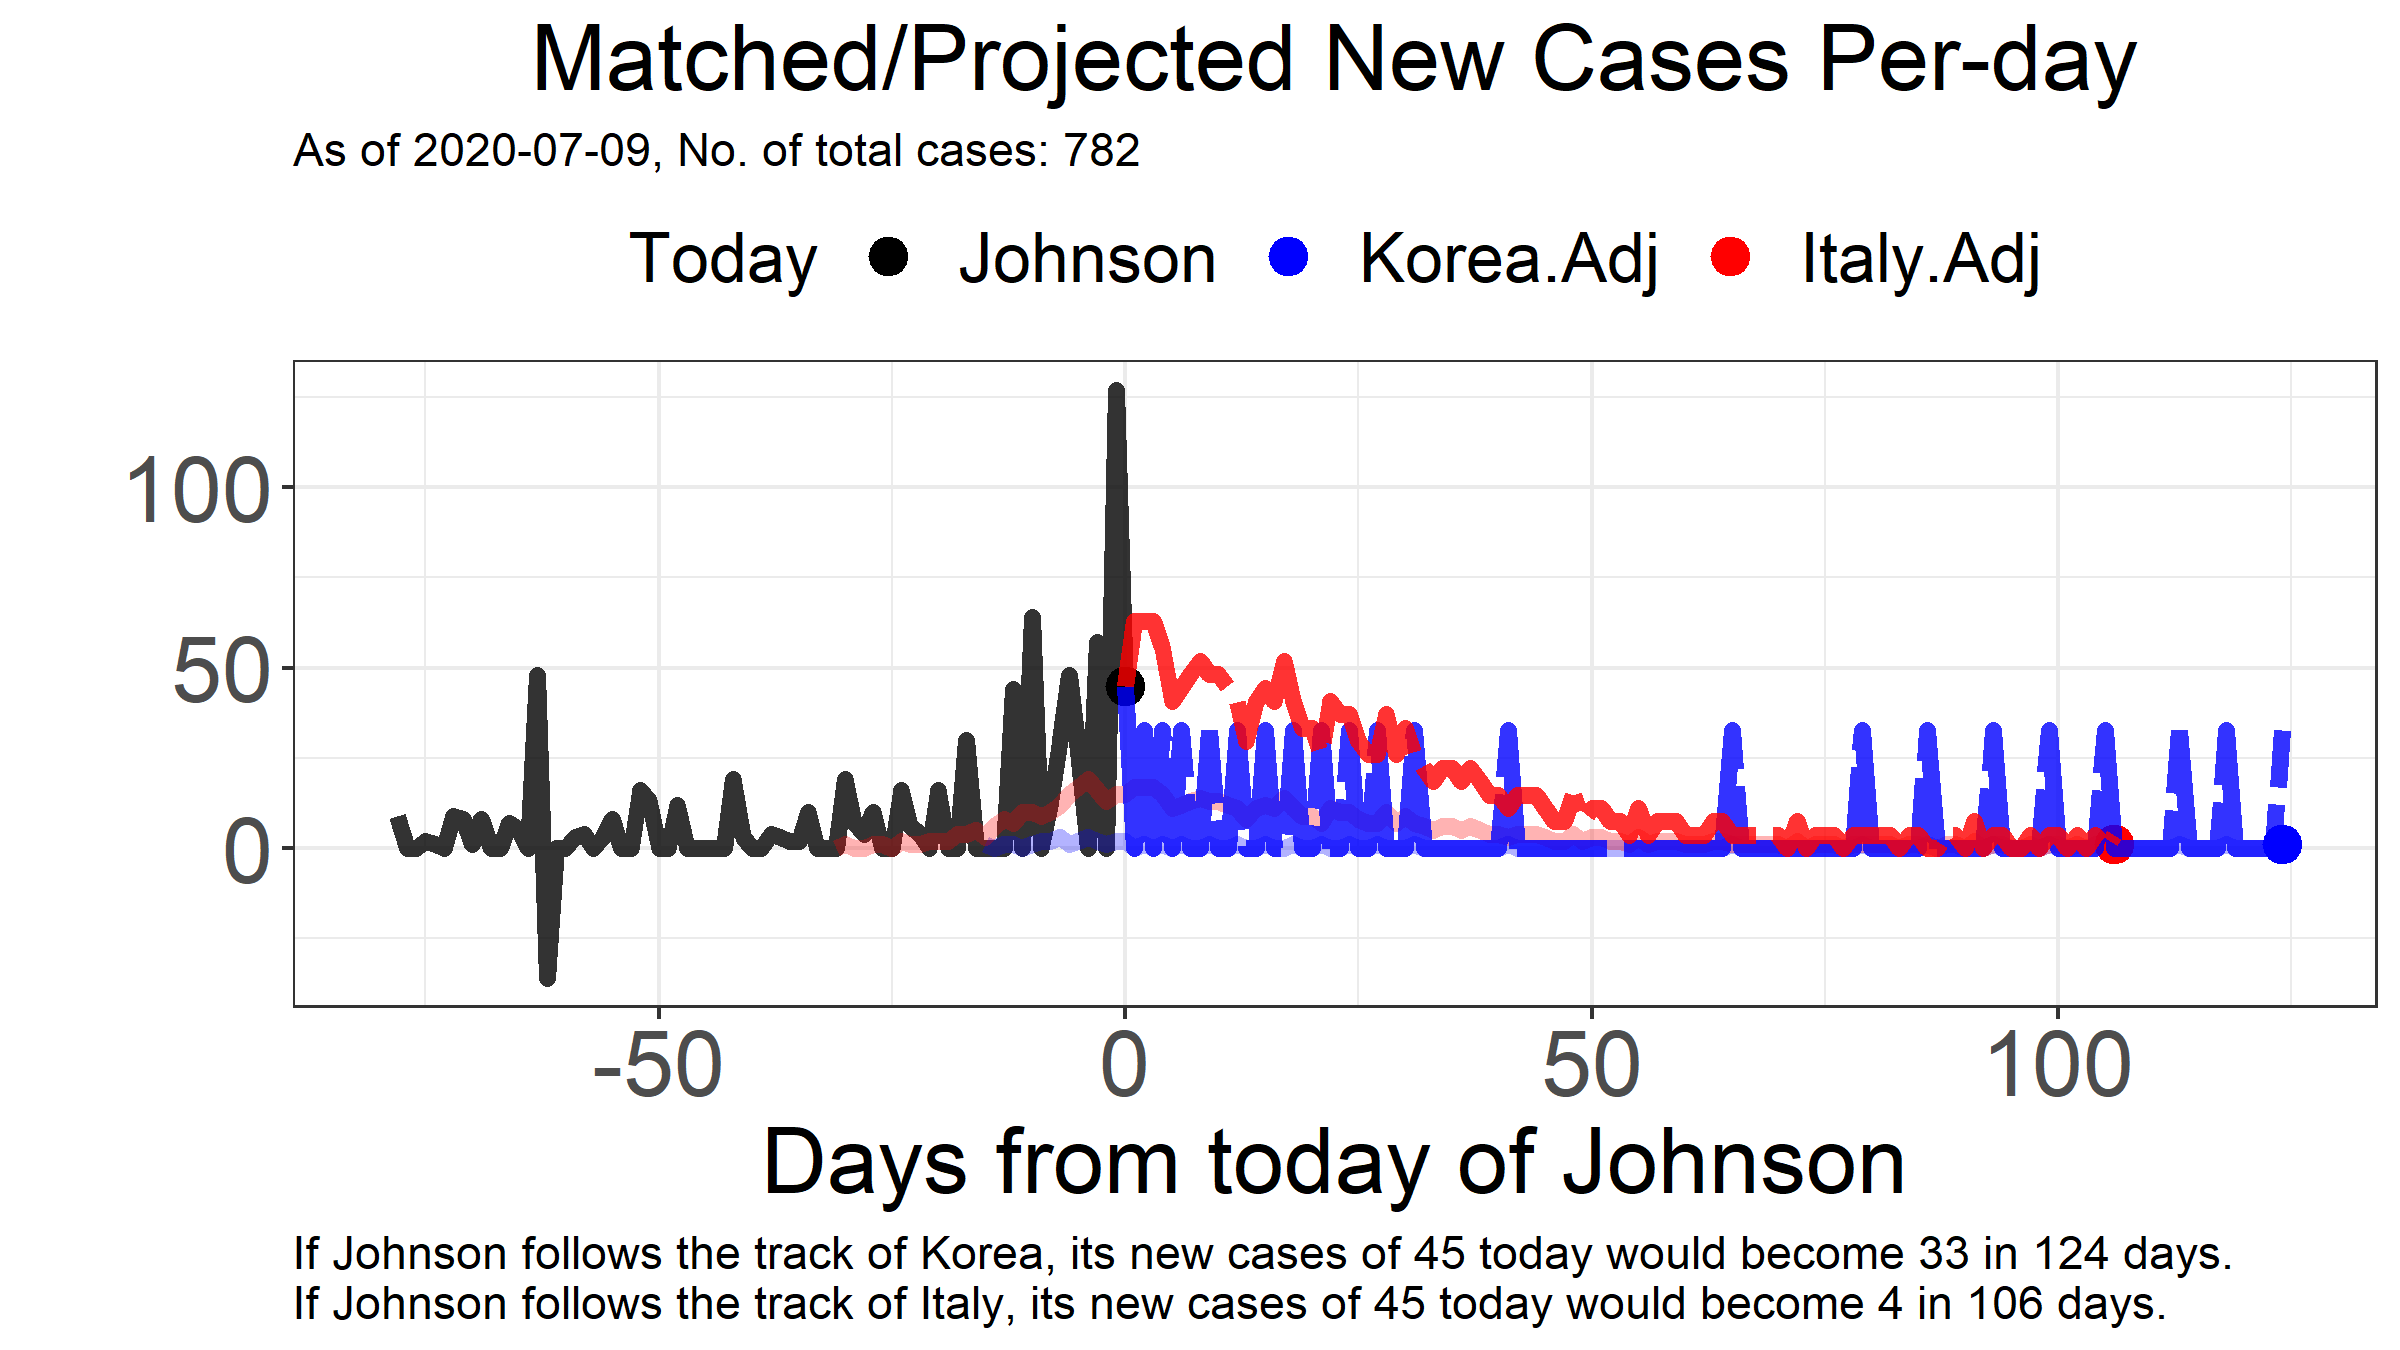 Matched/Projected New Cases Per-day
As of 2020-07-09, No. of total cases: 782
Today Johnson Korea.Adj Italy.Adj
100
50
0
-50 0 50 100
Days from today of Johnson
If Johnson follows the track of Korea, its new cases of 45 today would become 33 in 124 days.
If Johnson follows the track of Italy, its new cases of 45 today would become 4 in 106 days.